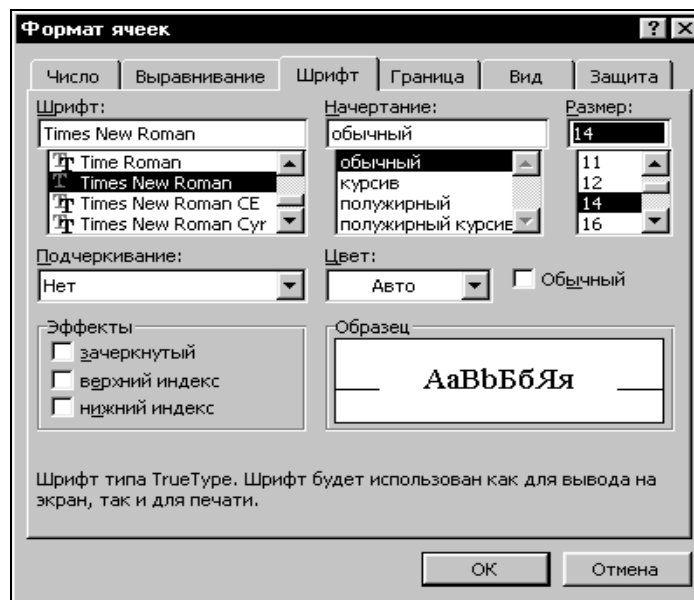 Формат ячеек
Число Выравнивание Шрифт Граница Вид Защита
Шрифт: Начертание: Размер:
Times New Roman обычный 14
Time Roman обычный 11
Times New Roman курсив 12
Times New Roman CE полужирный 14
Times New Roman Cyr полужирный курсив 16
Подчеркивание: Цвет:
Нет Авто Обычный
Эффекты Образец
зачеркнутый
верхний индекс
нижний индекс
АаВbБбЯя
Шрифт типа TrueType. Шрифт будет использован как для вывода на
экран, так и для печати.
ОК Отмена